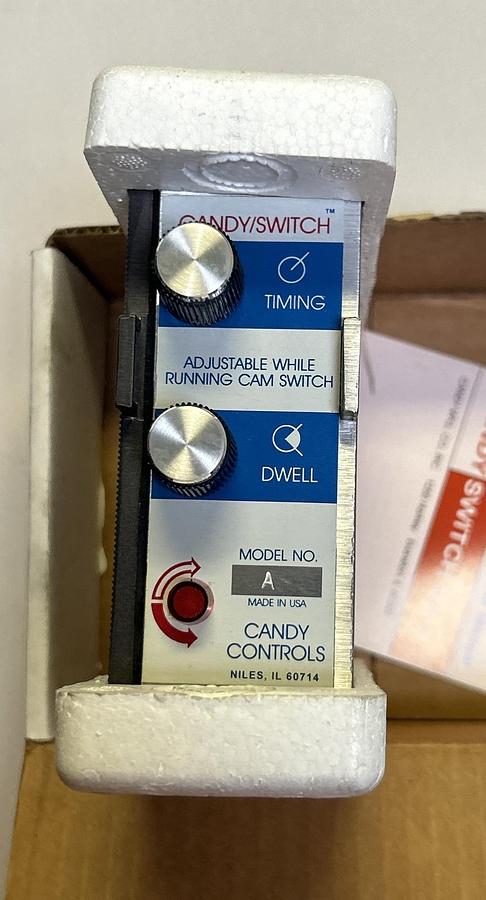 CANDY/SWITCH™
TIMING
ADJUSTABLE WHILE
RUNNING CAM SWITCH
DWELL
MODEL NO.
A
MADE IN USA
CANDY
CONTROLS
NILES, IL 60714
SWITCH